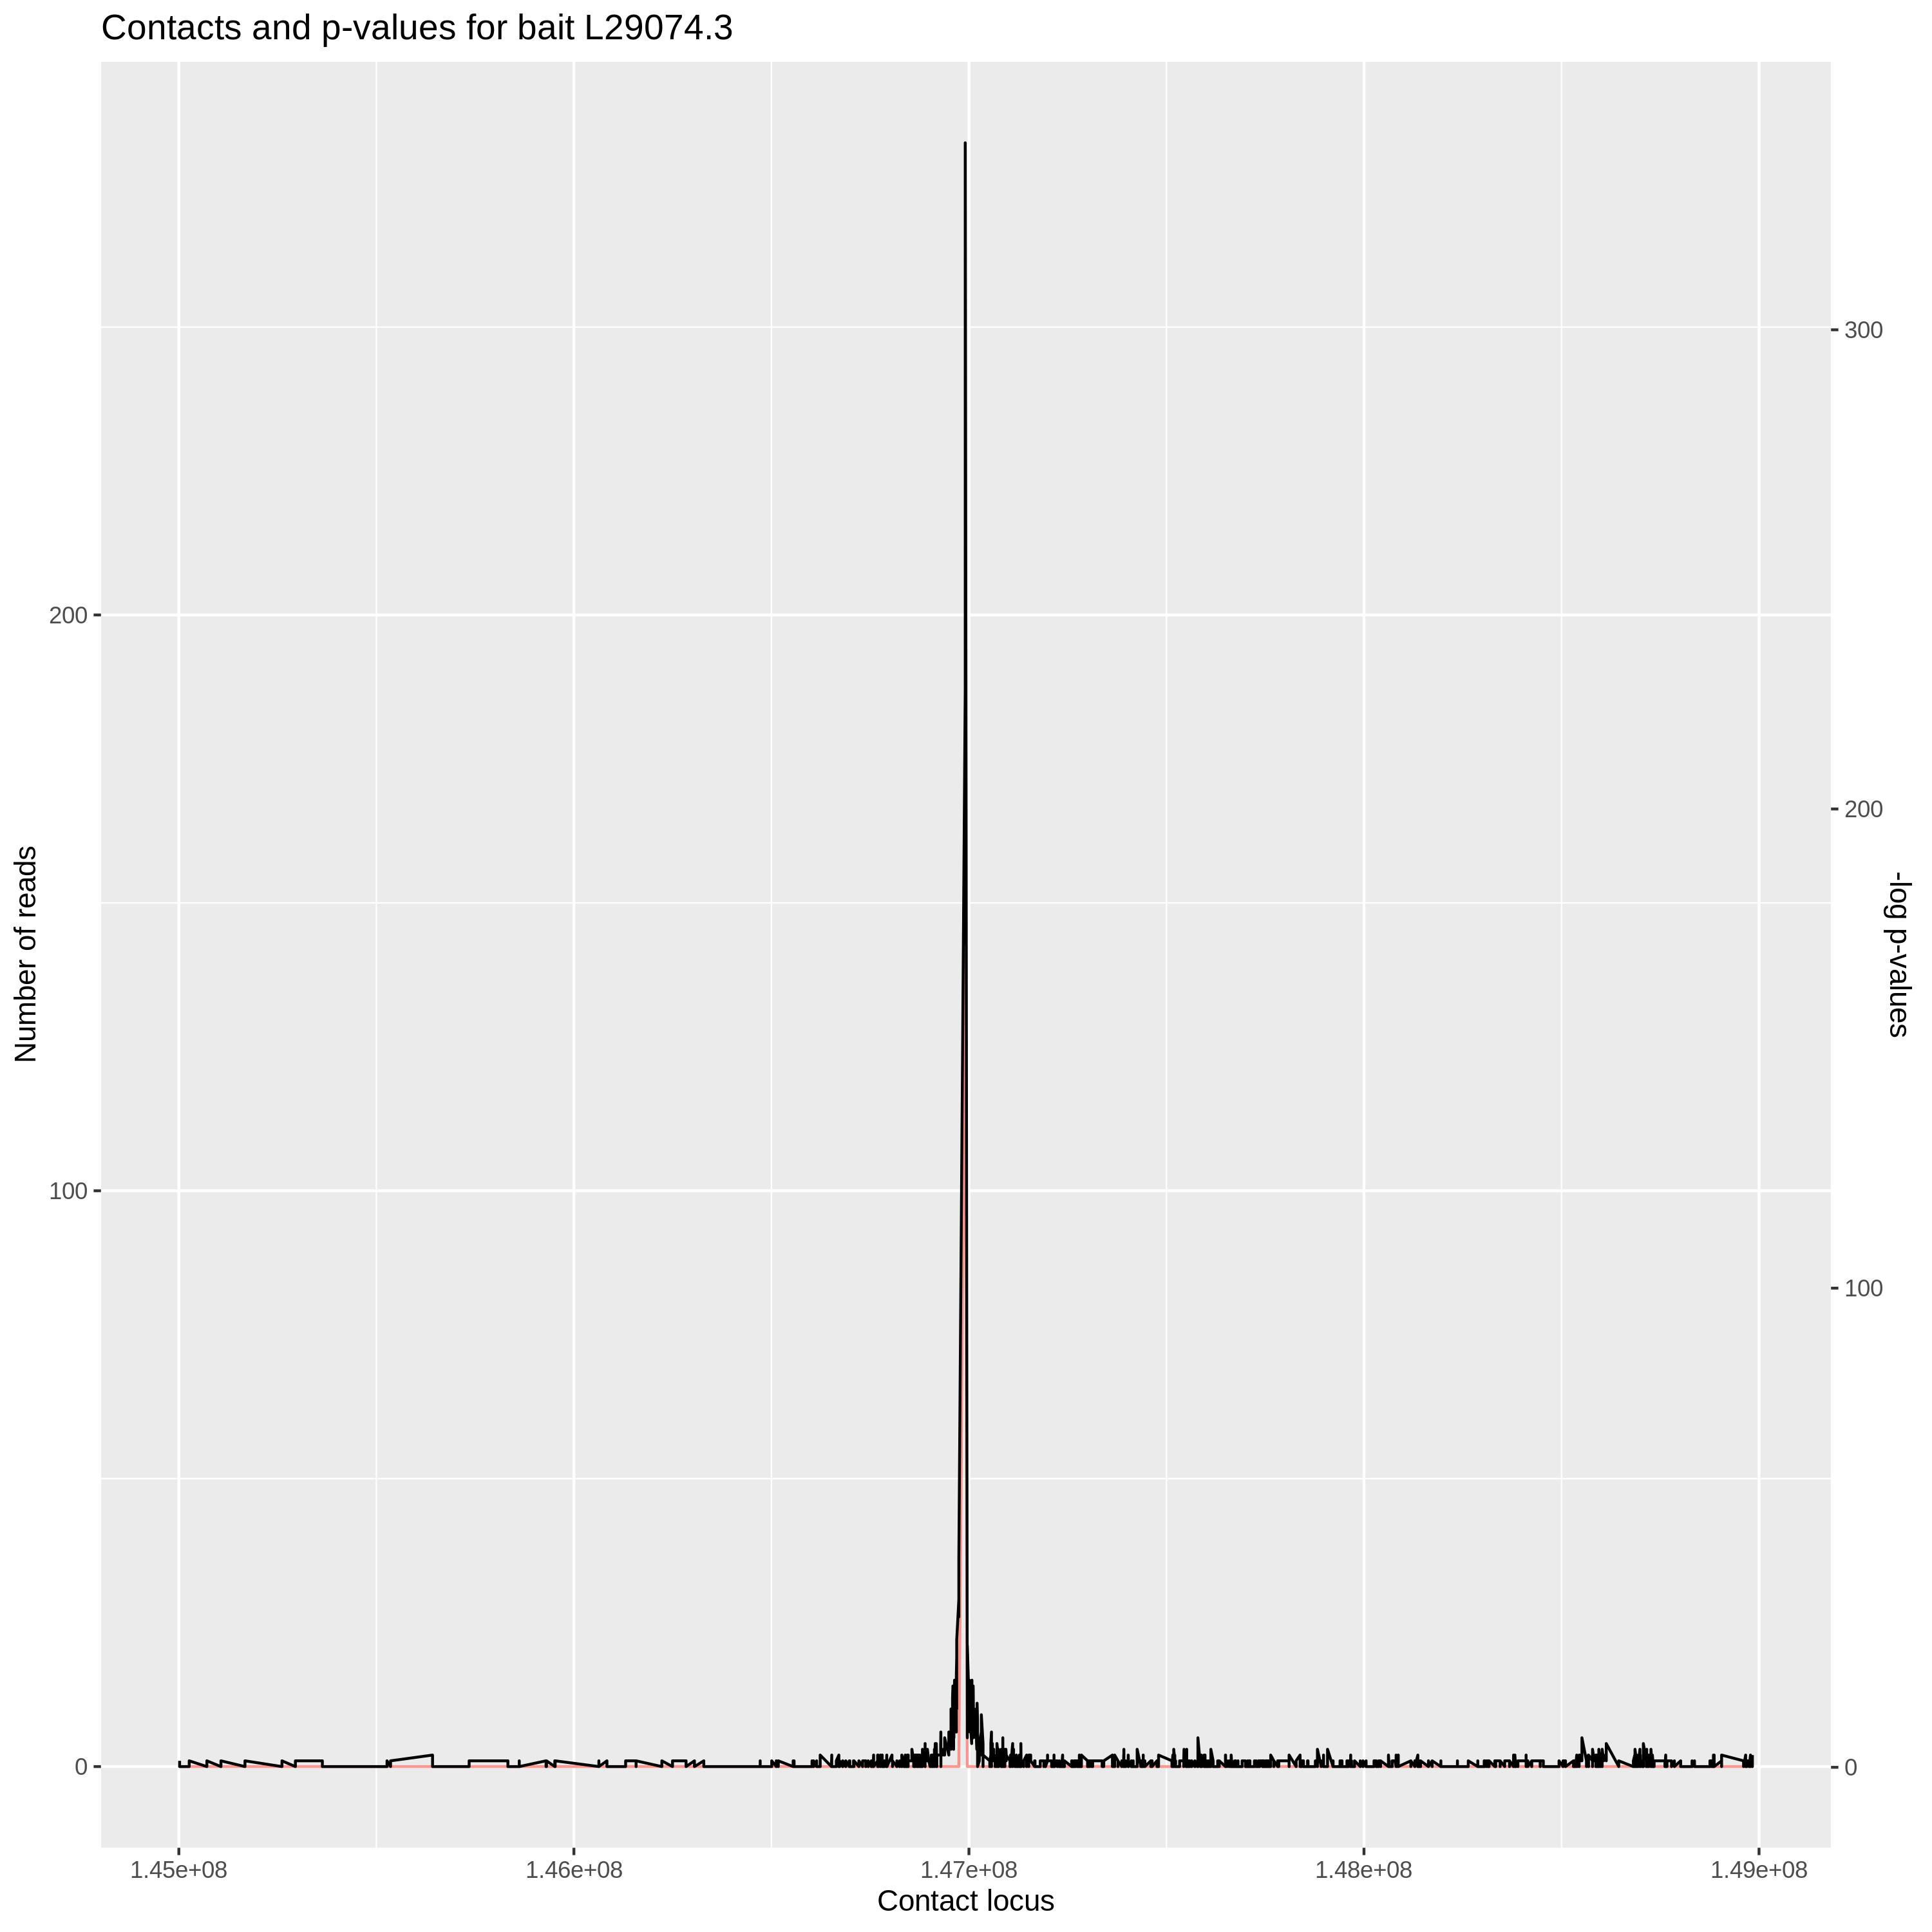 Contacts and p-values for bait L29074.3
300
200
200
100
100
0
0
Number of reads
-log p-values
1.45e+08
1.46e+08
1.47e+08
1.48e+08
1.49e+08
Contact locus